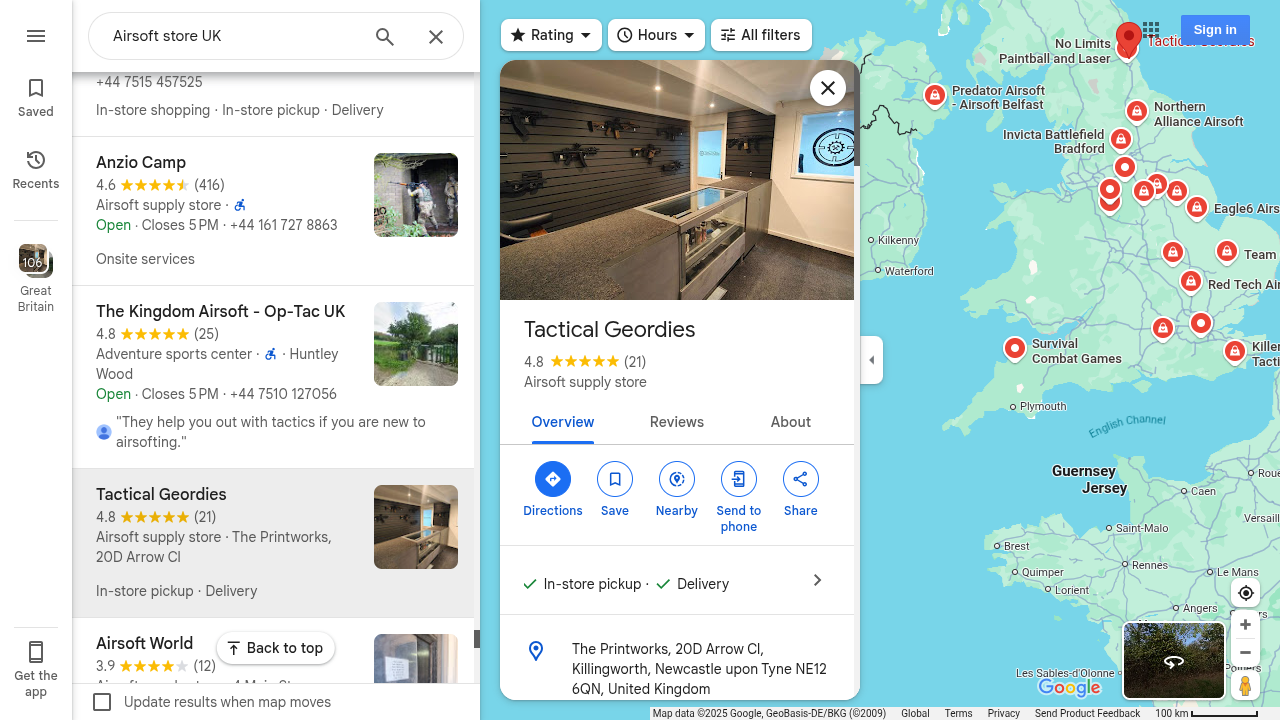 Airsoft store UK
Saved
Recents
106
Great
Britain
Get the
app
+44 7515 457525
In-store shopping · In-store pickup · Delivery
Anzio Camp
4.6 (416)
Airsoft supply store ·
Open · Closes 5 PM · +44 161 727 8863
Onsite services
The Kingdom Airsoft - Op-Tac UK
4.8 (25)
Adventure sports center · · Huntley
Wood
Open · Closes 5 PM · +44 7510 127056
"They help you out with tactics if you are new to
airsofting."
Tactical Geordies
4.8 (21)
Airsoft supply store · The Printworks,
20D Arrow Cl
In-store pickup · Delivery
Airsoft World
3.9 (12)
Back to top
Update results when map moves
Rating
Hours
All filters
Sign in
Tactical Geordies
4.8 (21)
Airsoft supply store
Overview
Reviews
About
Directions
Save
Nearby
Send to
phone
Share
In-store pickup ·
Delivery
The Printworks, 20D Arrow Cl,
Killingworth, Newcastle upon Tyne NE12
6QN, United Kingdom
No Limits
Paintball and Laser
Tactical Geordies
Predator Airsoft
- Airsoft Belfast
Northern
Alliance Airsoft
Invicta Battlefield
Bradford
Eagle6 Airs
Kilkenny
Waterford
Team
Red Tech Air
Survival
Combat Games
Killer
Tacti
Plymouth
English Channel
Guernsey
Jersey
Caen
Roue
Saint-Malo
Versaill
Brest
Quimper
Rennes
Le Mans
Lorient
Angers
Les Sables-d'Olonne
Poitiers
Google
Map data ©2025 Google, GeoBasis-DE/BKG (©2009)
Global
Terms
Privacy
Send Product Feedback
100 km